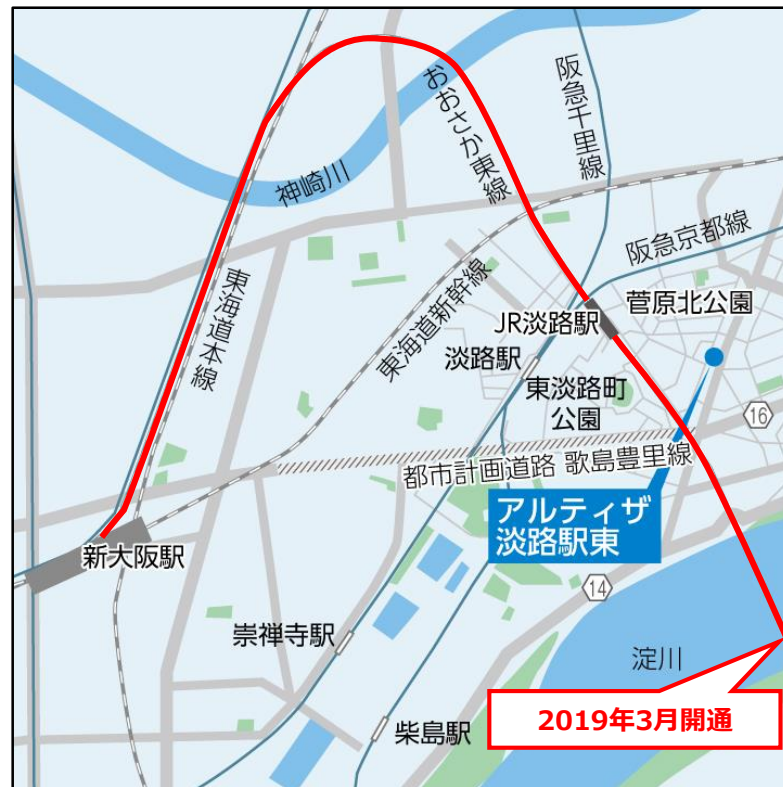 神崎川
おおさか東線
阪急千里線
阪急京都線
東海道本線
東海道新幹線
JR淡路駅
菅原北公園
淡路駅
東淡路町
公園
16
都市計画道路 歌島豊里線
アルティザ
淡路駅東
新大阪駅
14
崇禅寺駅
淀川
2019年3月開通
柴島駅